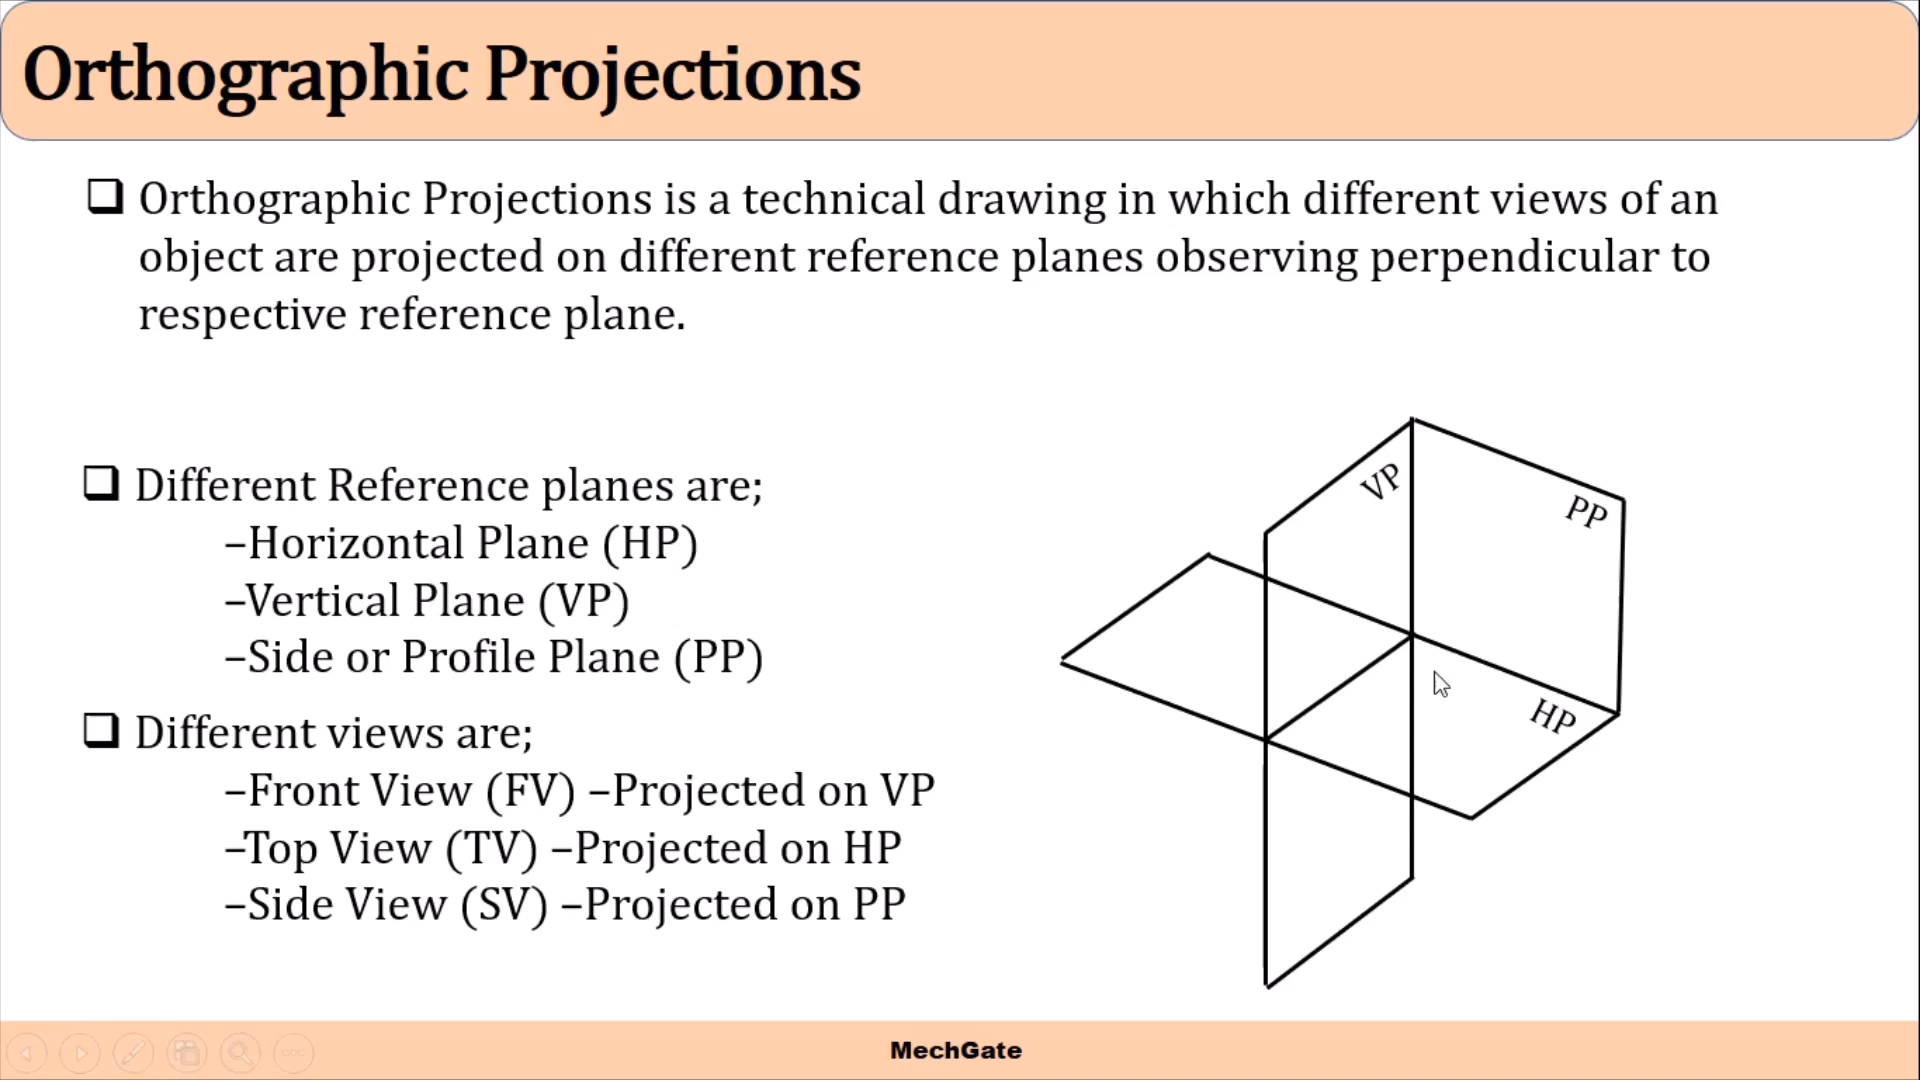 Orthographic Projections
❑ Orthographic Projections is a technical drawing in which different views of an
object are projected on different reference planes observing perpendicular to
respective reference plane.
❑ Different Reference planes are;
–Horizontal Plane (HP)
–Vertical Plane (VP)
–Side or Profile Plane (PP)
❑ Different views are;
–Front View (FV) –Projected on VP
–Top View (TV) –Projected on HP
–Side View (SV) –Projected on PP
VP
PP
HP
MechGate